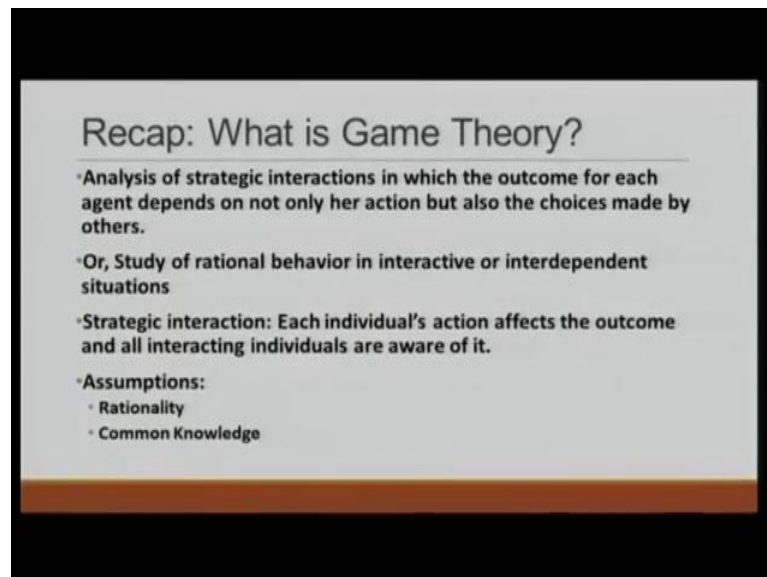 Recap: What is Game Theory?
•Analysis of strategic interactions in which the outcome for each
agent depends on not only her action but also the choices made by
others.
•Or, Study of rational behavior in interactive or interdependent
situations
•Strategic interaction: Each individual's action affects the outcome
and all interacting individuals are aware of it.
•Assumptions:
• Rationality
• Common Knowledge